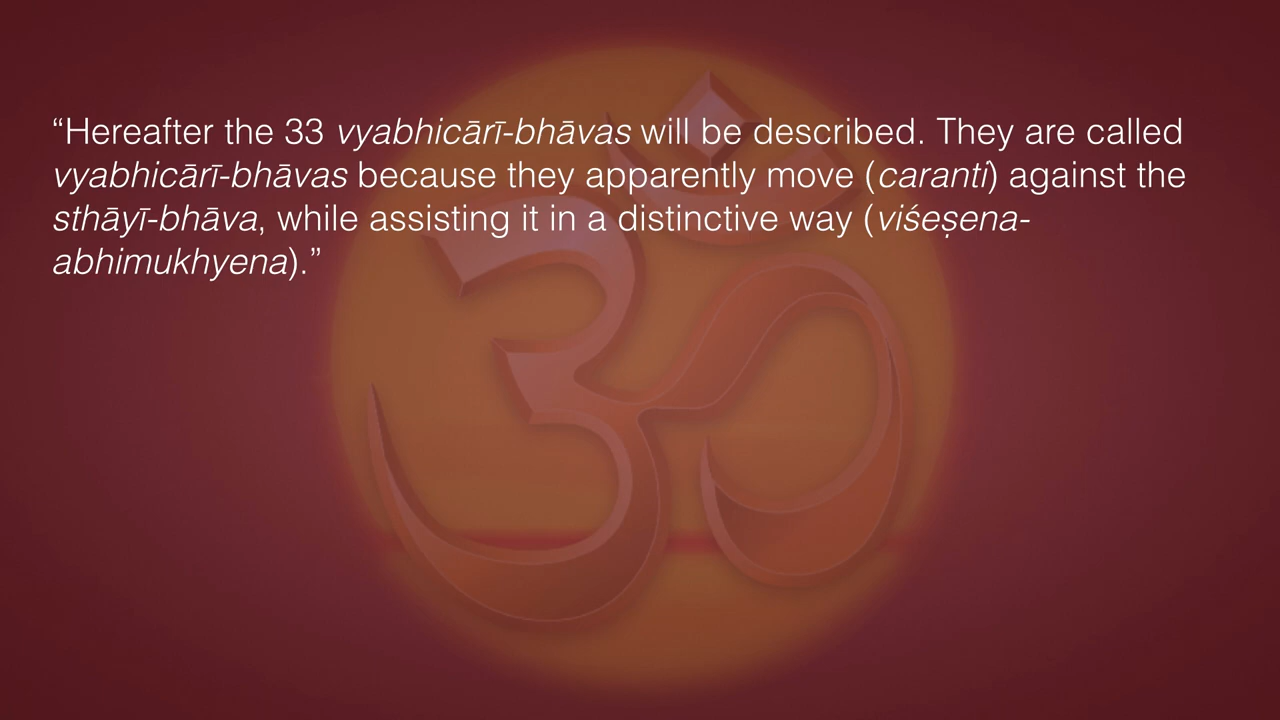 “Hereafter the 33 vyabhicārī-bhāvas will be described. They are called
vyabhicārī-bhāvas because they apparently move (caranti) against the
sthāyī-bhāva, while assisting it in a distinctive way (viśeṣena-
abhimukhyena).”
ॐ